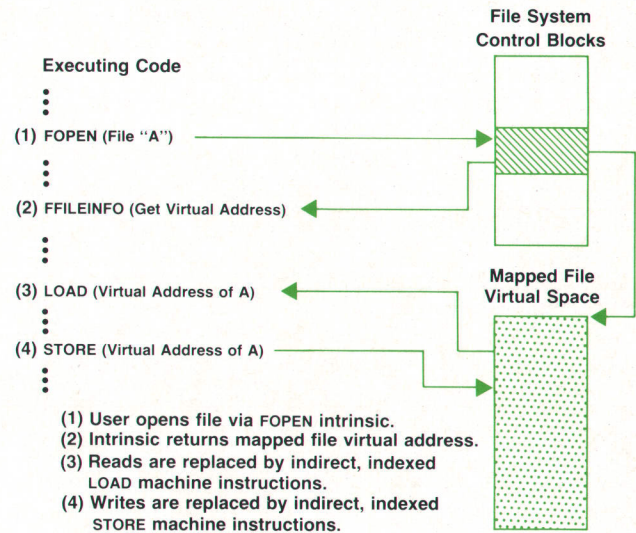 File System
Control Blocks
Executing Code
(1) FOPEN (File “A”)
(2) FFILEINFO (Get Virtual Address)
Mapped File
Virtual Space
(3) LOAD (Virtual Address of A)
(4) STORE (Virtual Address of A)
(1) User opens file via FOPEN intrinsic.
(2) Intrinsic returns mapped file virtual address.
(3) Reads are replaced by indirect, indexed
LOAD machine instructions.
(4) Writes are replaced by indirect, indexed
STORE machine instructions.